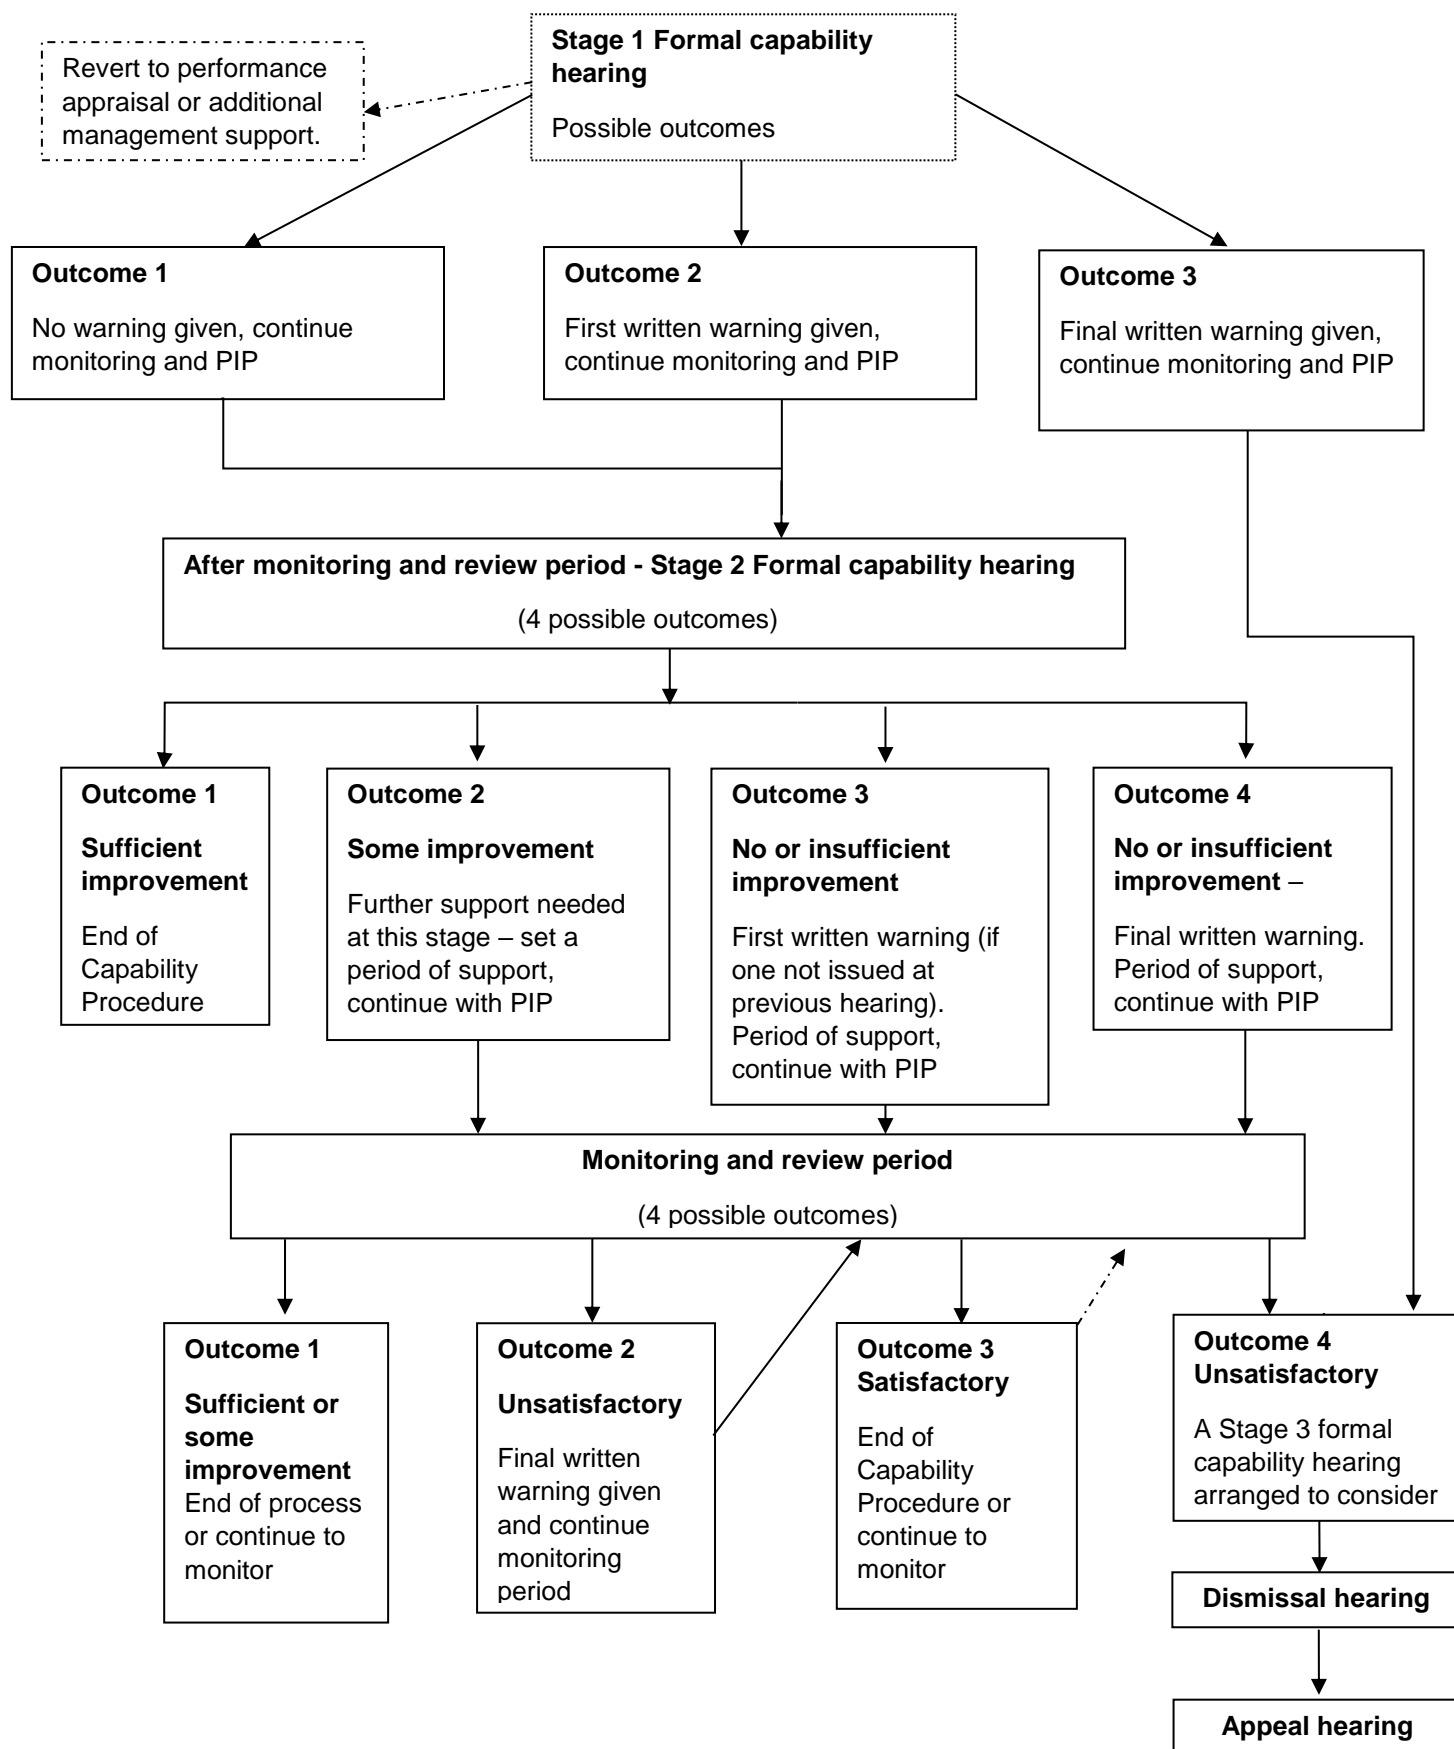 Revert to performance
appraisal or additional
management support.
Stage 1 Formal capability
hearing
Possible outcomes
Outcome 1
No warning given, continue
monitoring and PIP
Outcome 2
First written warning given,
continue monitoring and PIP
Outcome 3
Final written warning given,
continue monitoring and PIP
After monitoring and review period - Stage 2 Formal capability hearing
(4 possible outcomes)
Outcome 1
Sufficient
improvement
End of
Capability
Procedure
Outcome 2
Some improvement
Further support needed
at this stage – set a
period of support,
continue with PIP
Outcome 3
No or insufficient
improvement
First written warning (if
one not issued at
previous hearing).
Period of support,
continue with PIP
Outcome 4
No or insufficient
improvement –
Final written warning.
Period of support,
continue with PIP
Monitoring and review period
(4 possible outcomes)
Outcome 1
Sufficient or
some
improvement
End of process
or continue to
monitor
Outcome 2
Unsatisfactory
Final written
warning given
and continue
monitoring
period
Outcome 3
Satisfactory
End of
Capability
Procedure or
continue to
monitor
Outcome 4
Unsatisfactory
A Stage 3 formal
capability hearing
arranged to consider
Dismissal hearing
Appeal hearing